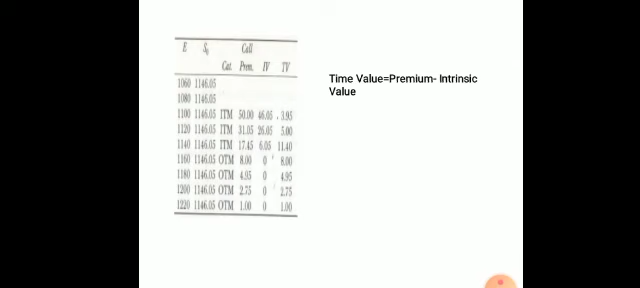 E S₀ Call
Cat. Prem. IV TV
1060 1146.05
1080 1146.05
1100 1146.05 ITM 50.00 46.05 3.95
1120 1146.05 ITM 31.05 26.05 5.00
1140 1146.05 ITM 17.45 6.05 11.40
1160 1146.05 OTM 8.00 0 8.00
1180 1146.05 OTM 4.95 0 4.95
1200 1146.05 OTM 2.75 0 2.75
1220 1146.05 OTM 1.00 0 1.00
Time Value=Premium- Intrinsic
Value